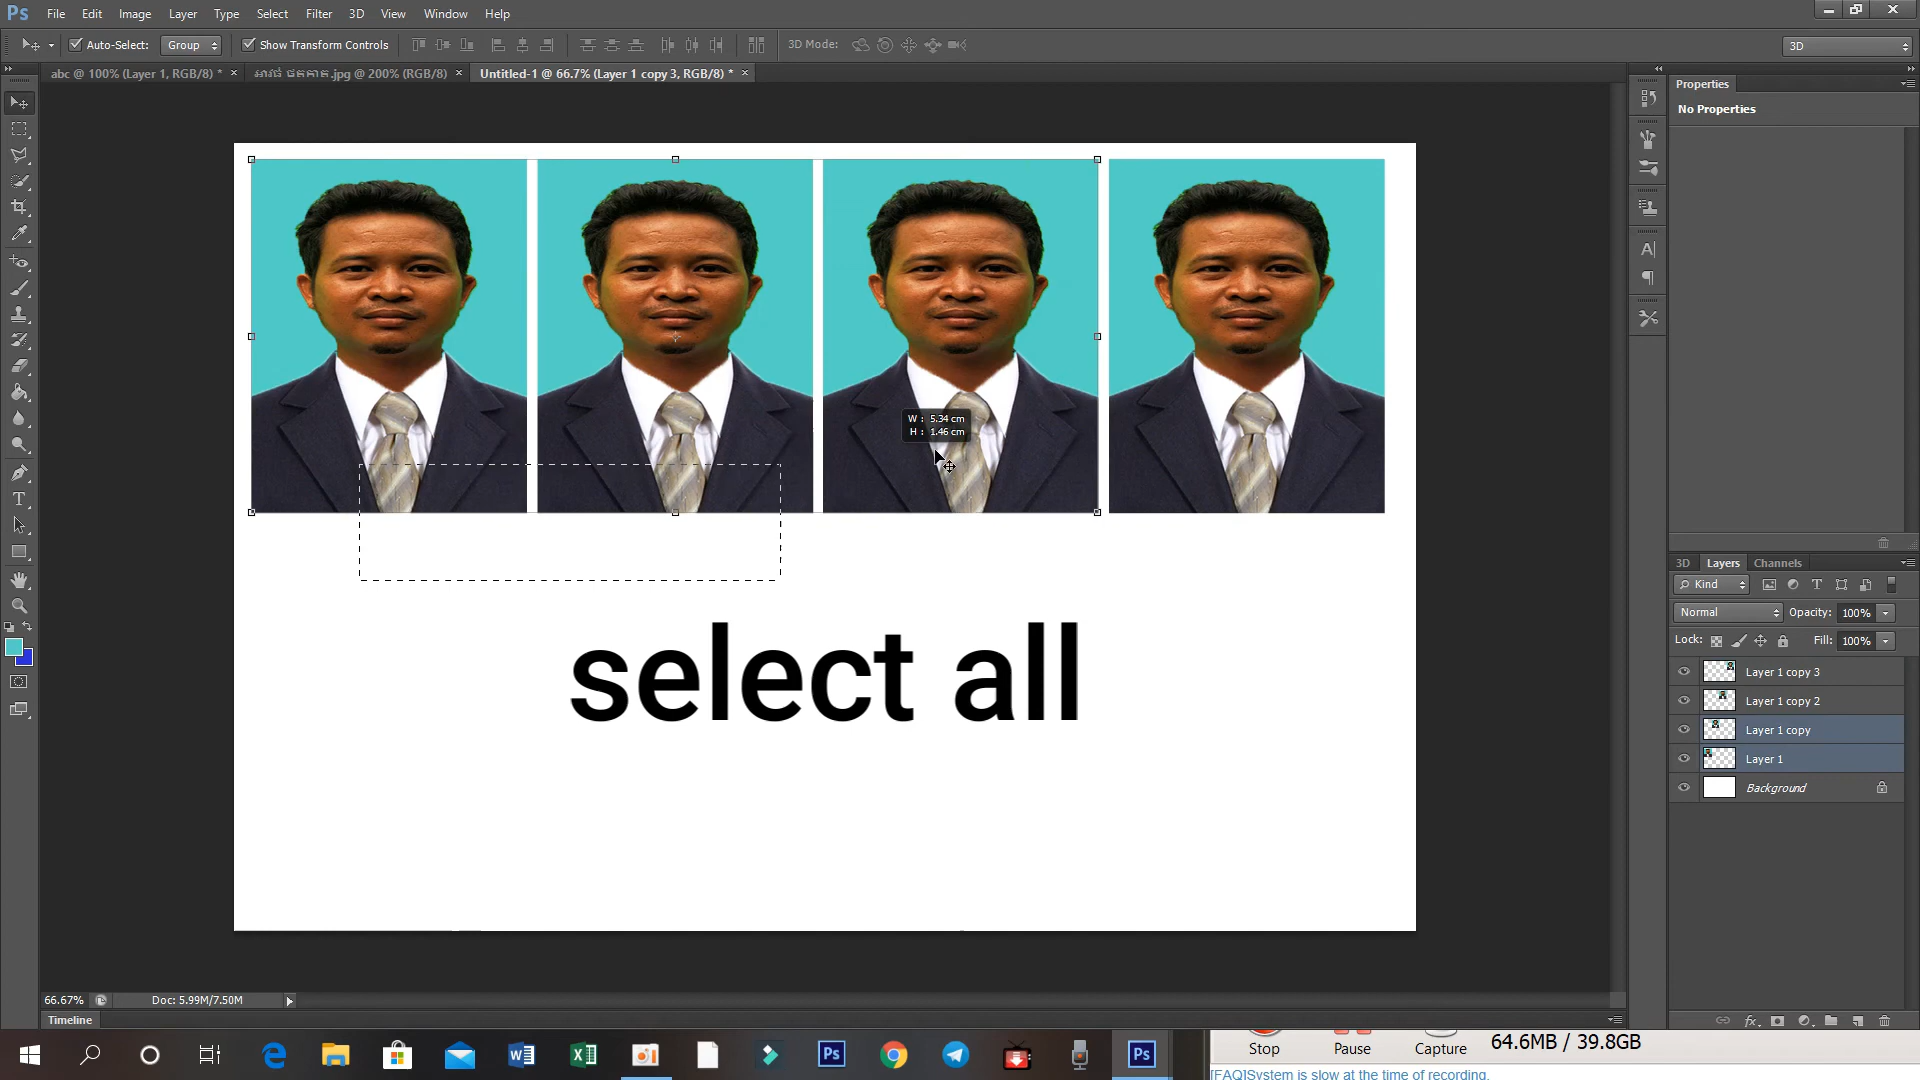 Ps File Edit Image Layer Type Select Filter 3D View Window Help
Auto-Select: Group Show Transform Controls 3D Mode: 3D
abc @ 100% (Layer 1, RGB/8) * × .jpg @ 200% (RGB/8) × Untitled-1 @ 66.7% (Layer 1 copy 3, RGB/8) * ×
Properties
No Properties
W : 5.34 cm
H : 1.46 cm
select all
3D Layers Channels
Kind
Normal Opacity: 100%
Lock: Fill: 100%
Layer 1 copy 3
Layer 1 copy 2
Layer 1 copy
Layer 1
Background
66.67% Doc: 5.99M/7.50M
Timeline
Stop Pause Capture 64.6MB / 39.8GB
[FAQ]System is slow at the time of recording.